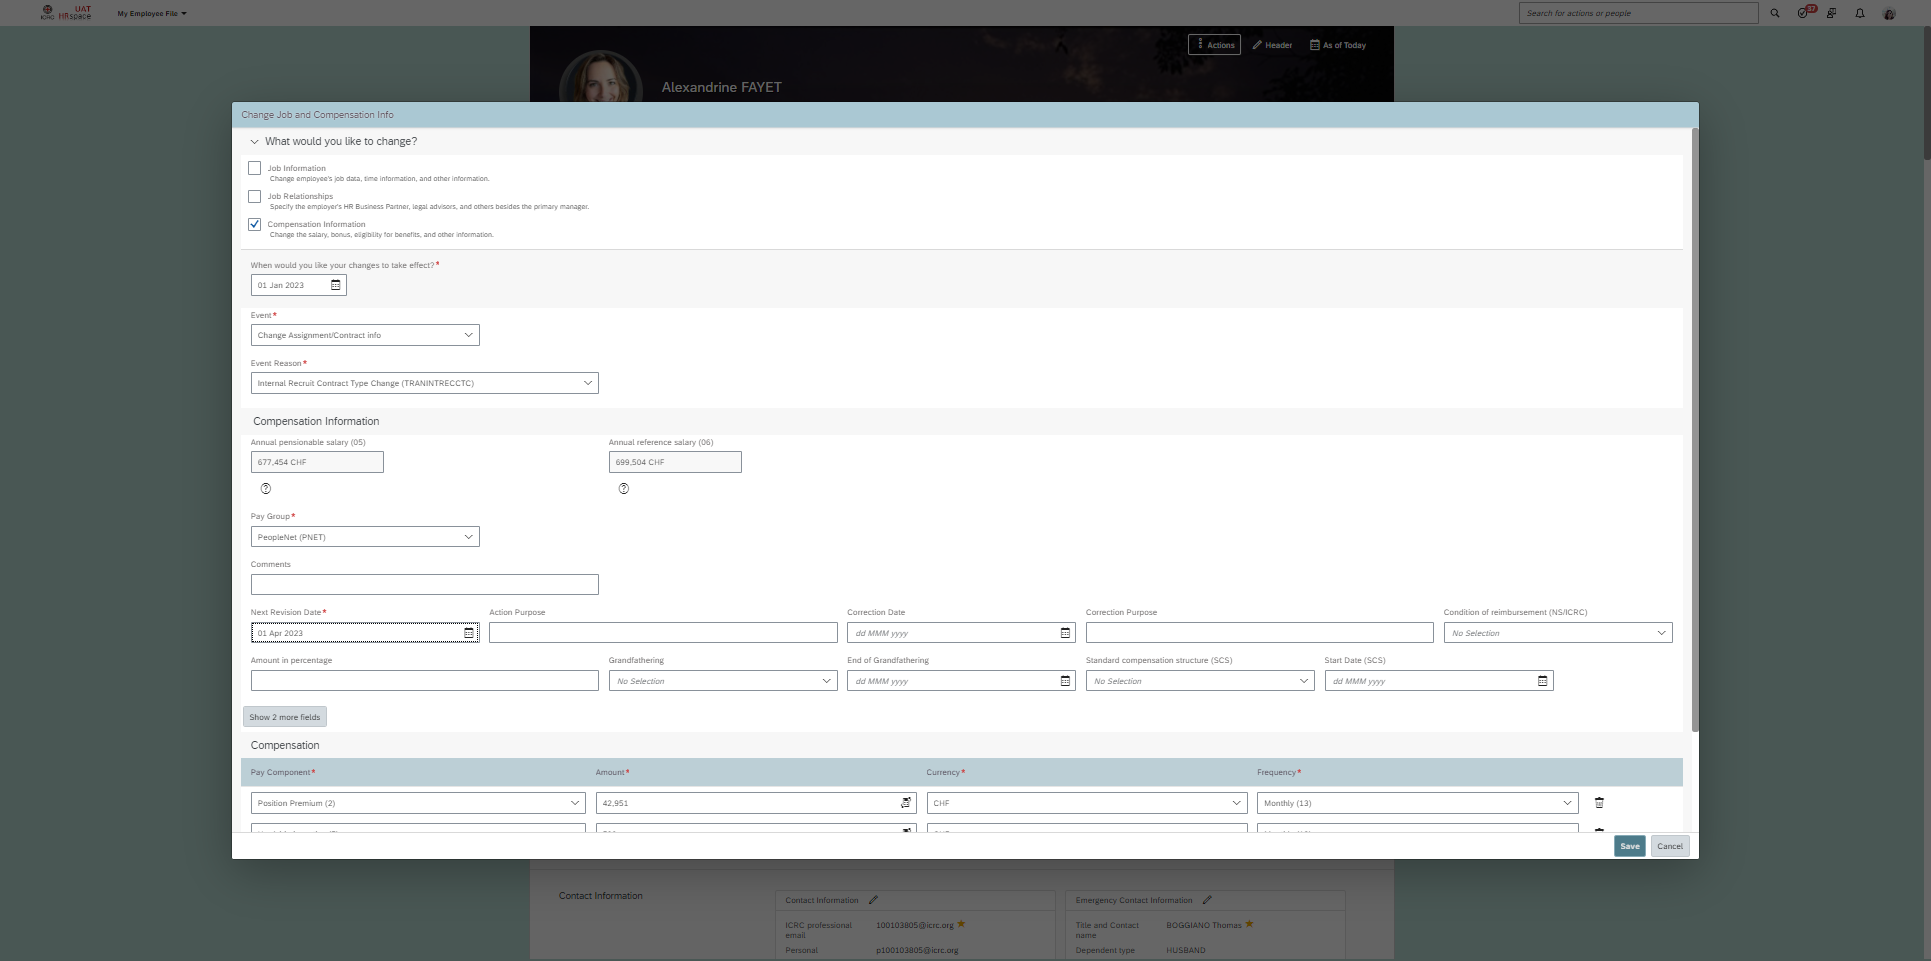 ICRC
UAT
HRspace
My Employee File
Search for actions or people
37
Actions
Header
As of Today
Alexandrine FAYET
Change Job and Compensation Info
What would you like to change?
Job Information
Change employee's job data, time information, and other information.
Job Relationships
Specify the employer's HR Business Partner, legal advisors, and others besides the primary manager.
Compensation Information
Change the salary, bonus, eligibility for benefits, and other information.
When would you like your changes to take effect?*
01 Jan 2023
Event*
Change Assignment/Contract info
Event Reason*
Internal Recruit Contract Type Change (TRANINTRECCTC)
Compensation Information
Annual pensionable salary (05) Annual reference salary (06)
677,454 CHF 699,504 CHF
Pay Group*
PeopleNet (PNET)
Comments
Next Revision Date* Action Purpose Correction Date Correction Purpose Condition of reimbursement (NS/ICRC)
01 Apr 2023 dd MMM yyyy No Selection
Amount in percentage Grandfathering End of Grandfathering Standard compensation structure (SCS) Start Date (SCS)
No Selection dd MMM yyyy No Selection dd MMM yyyy
Show 2 more fields
Compensation
Pay Component* Amount* Currency* Frequency*
Position Premium (2) 42,951 CHF Monthly (13)
Save Cancel
Contact Information
Contact Information
ICRC professional email 100103805@icrc.org
Personal p100103805@icrc.org
Emergency Contact Information
Title and Contact name BOGGIANO Thomas
Dependent type HUSBAND